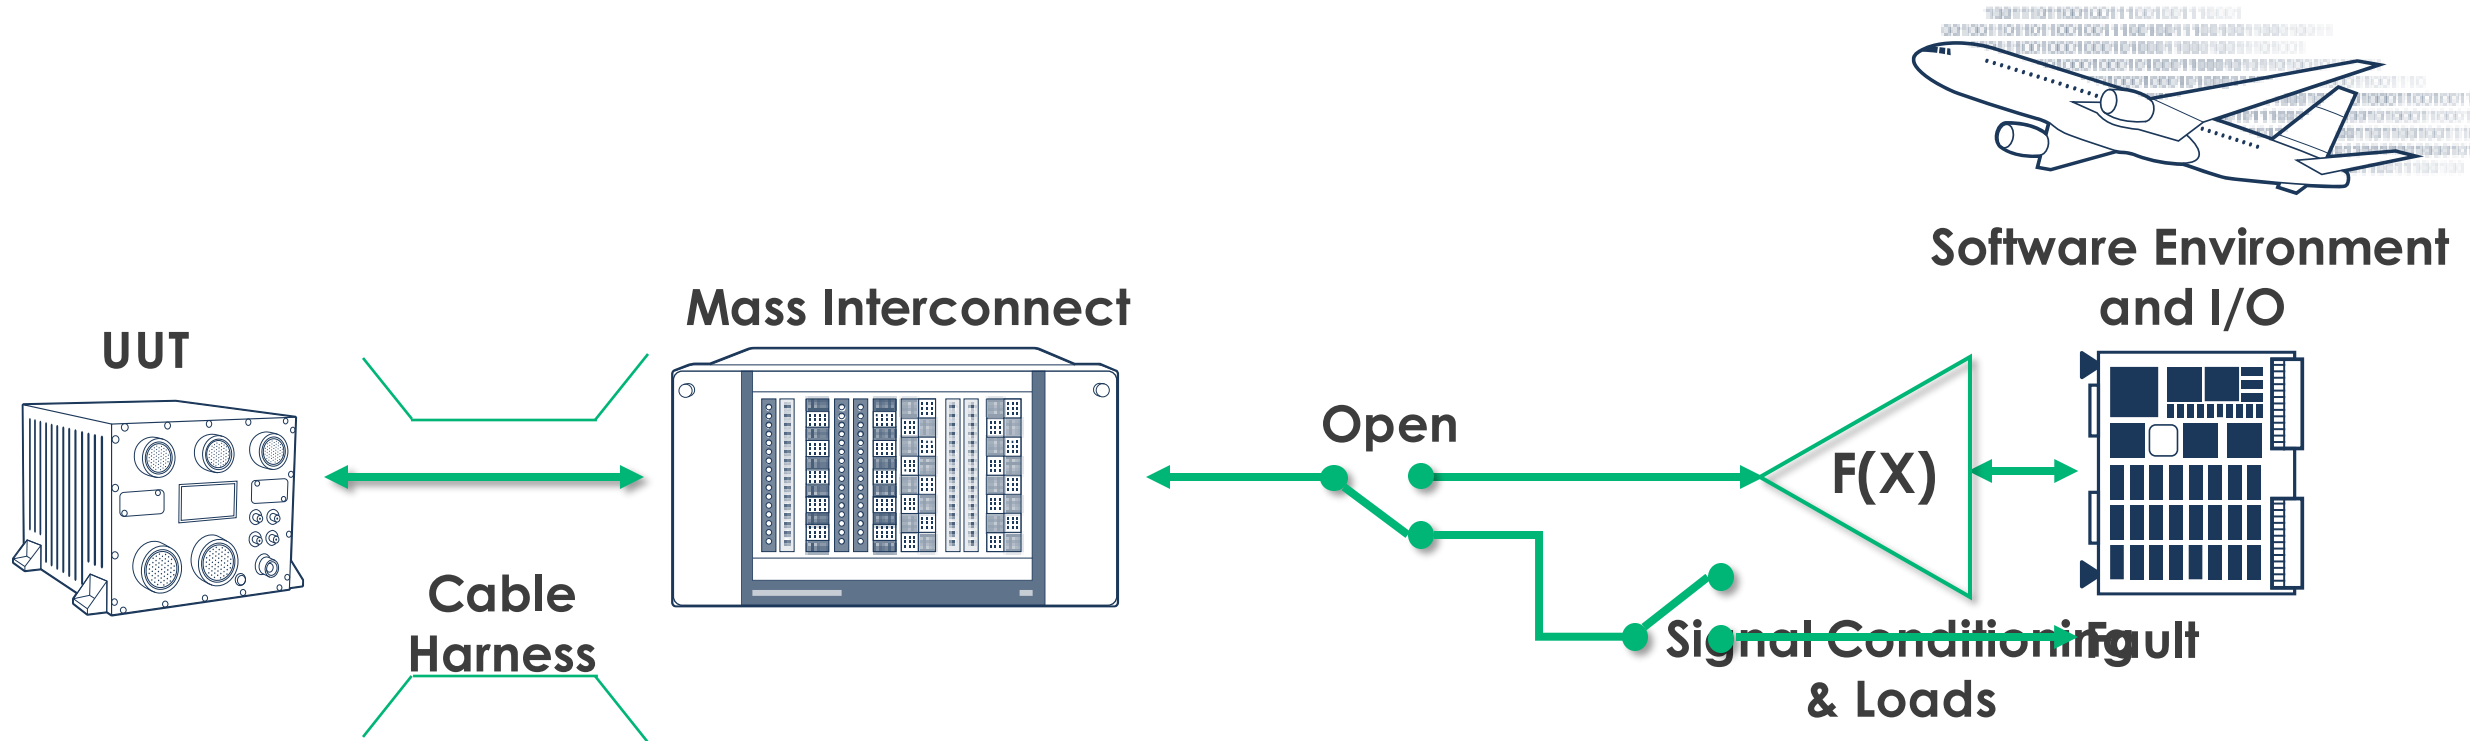 Software Environment
and I/O
Mass Interconnect
UUT
Open
F(X)
Cable
Harness
Signal Conditioning
& Loads
Fault